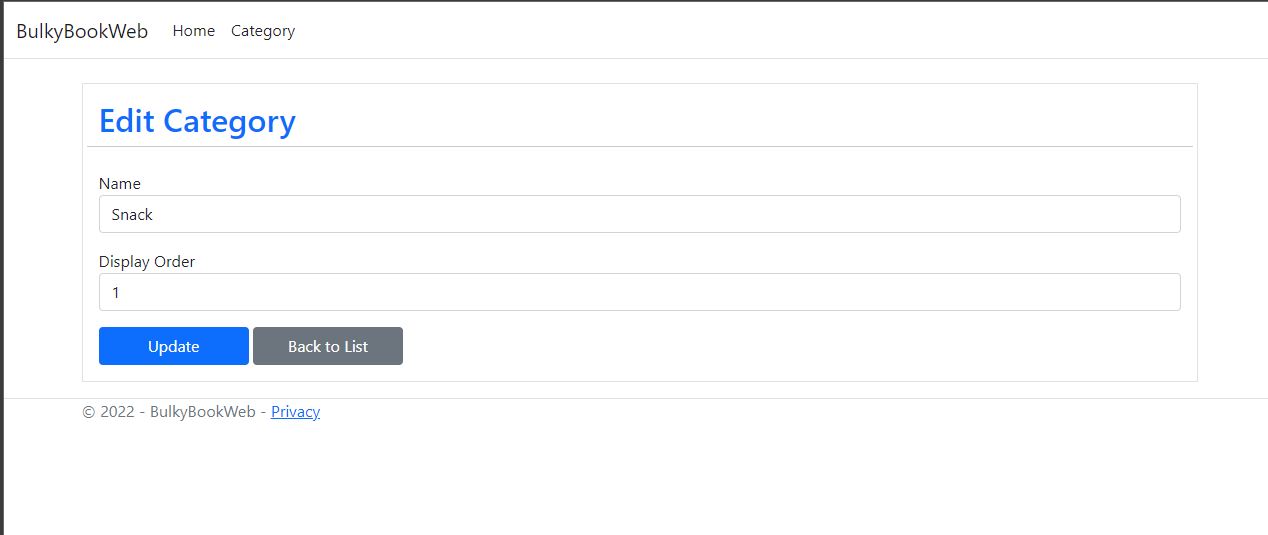 BulkyBookWeb Home Category
Edit Category
Name
Snack
Display Order
1
Update Back to List
© 2022 - BulkyBookWeb - Privacy